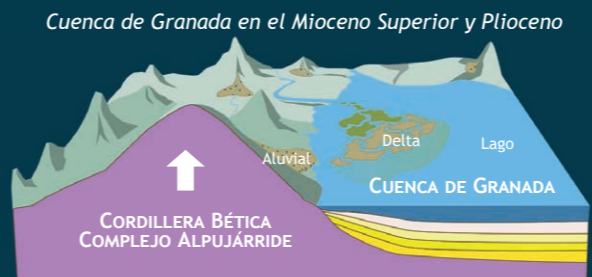 Cuenca de Granada en el Mioceno Superior y Plioceno
Aluvial
Delta
Lago
CUENCA DE GRANADA
CORDILLERA BÉTICA
COMPLEJO ALPUJÁRRIDE